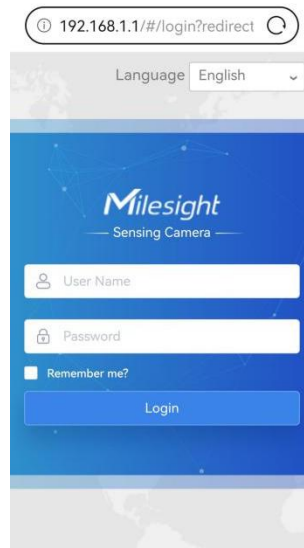 192.168.1.1/#/login?redirect
Language English
Milesight
Sensing Camera
User Name
Password
Remember me?
Login